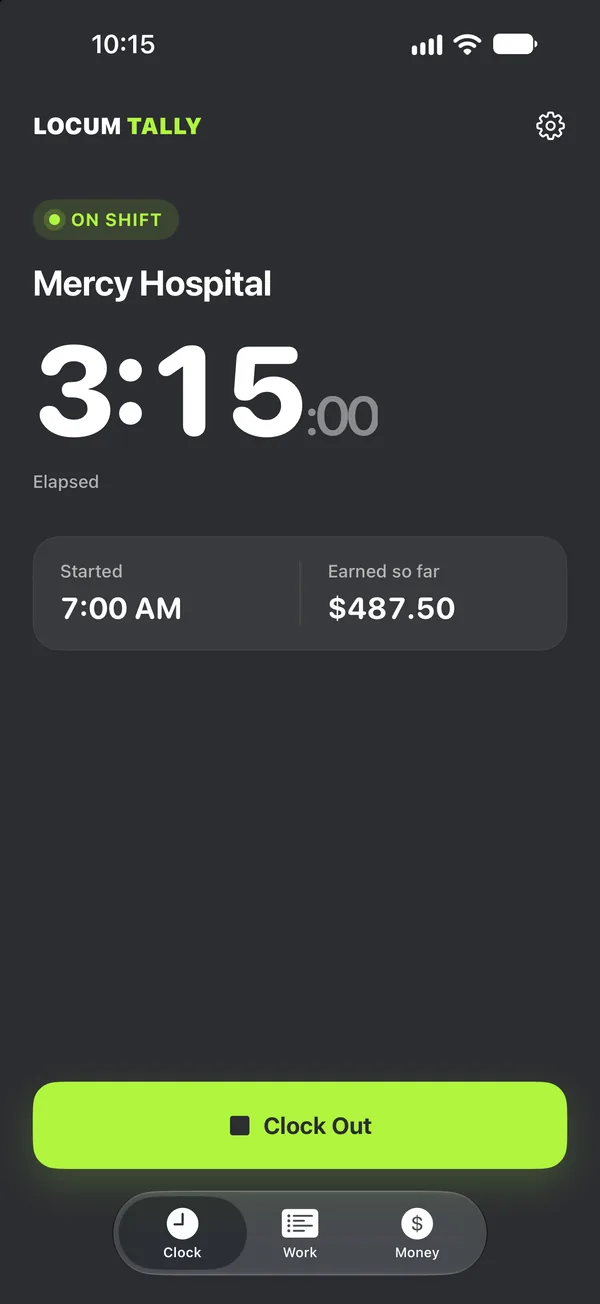 10:15
LOCUM TALLY
ON SHIFT
Mercy Hospital
3:15:00
Elapsed
Started
7:00 AM
Earned so far
$487.50
Clock Out
Clock
Work
$
Money